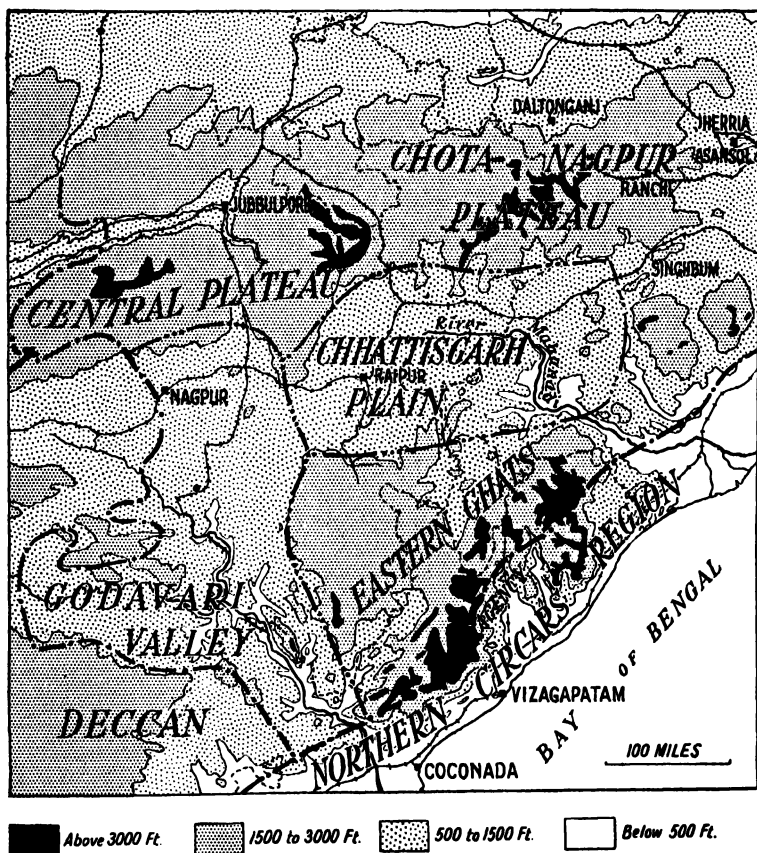 DALTONGANJ
JHERRIA
ASANSOL
CHOTA NAGPUR
RANCHI
PLATEAU
JUBBULPORE
SINGHBUM
CENTRAL PLATEAU
River
Mahanadi
CHHATTISGARH
RAIPUR
PLAIN
NAGPUR
EASTERN GHATS
GODAVARI
VALLEY
AGENCY
NORTHERN CIRCARS REGION
BAY OF BENGAL
DECCAN
VIZAGAPATAM
COCONADA
100 MILES
Above 3000 Ft.
1500 to 3000 Ft.
500 to 1500 Ft.
Below 500 Ft.